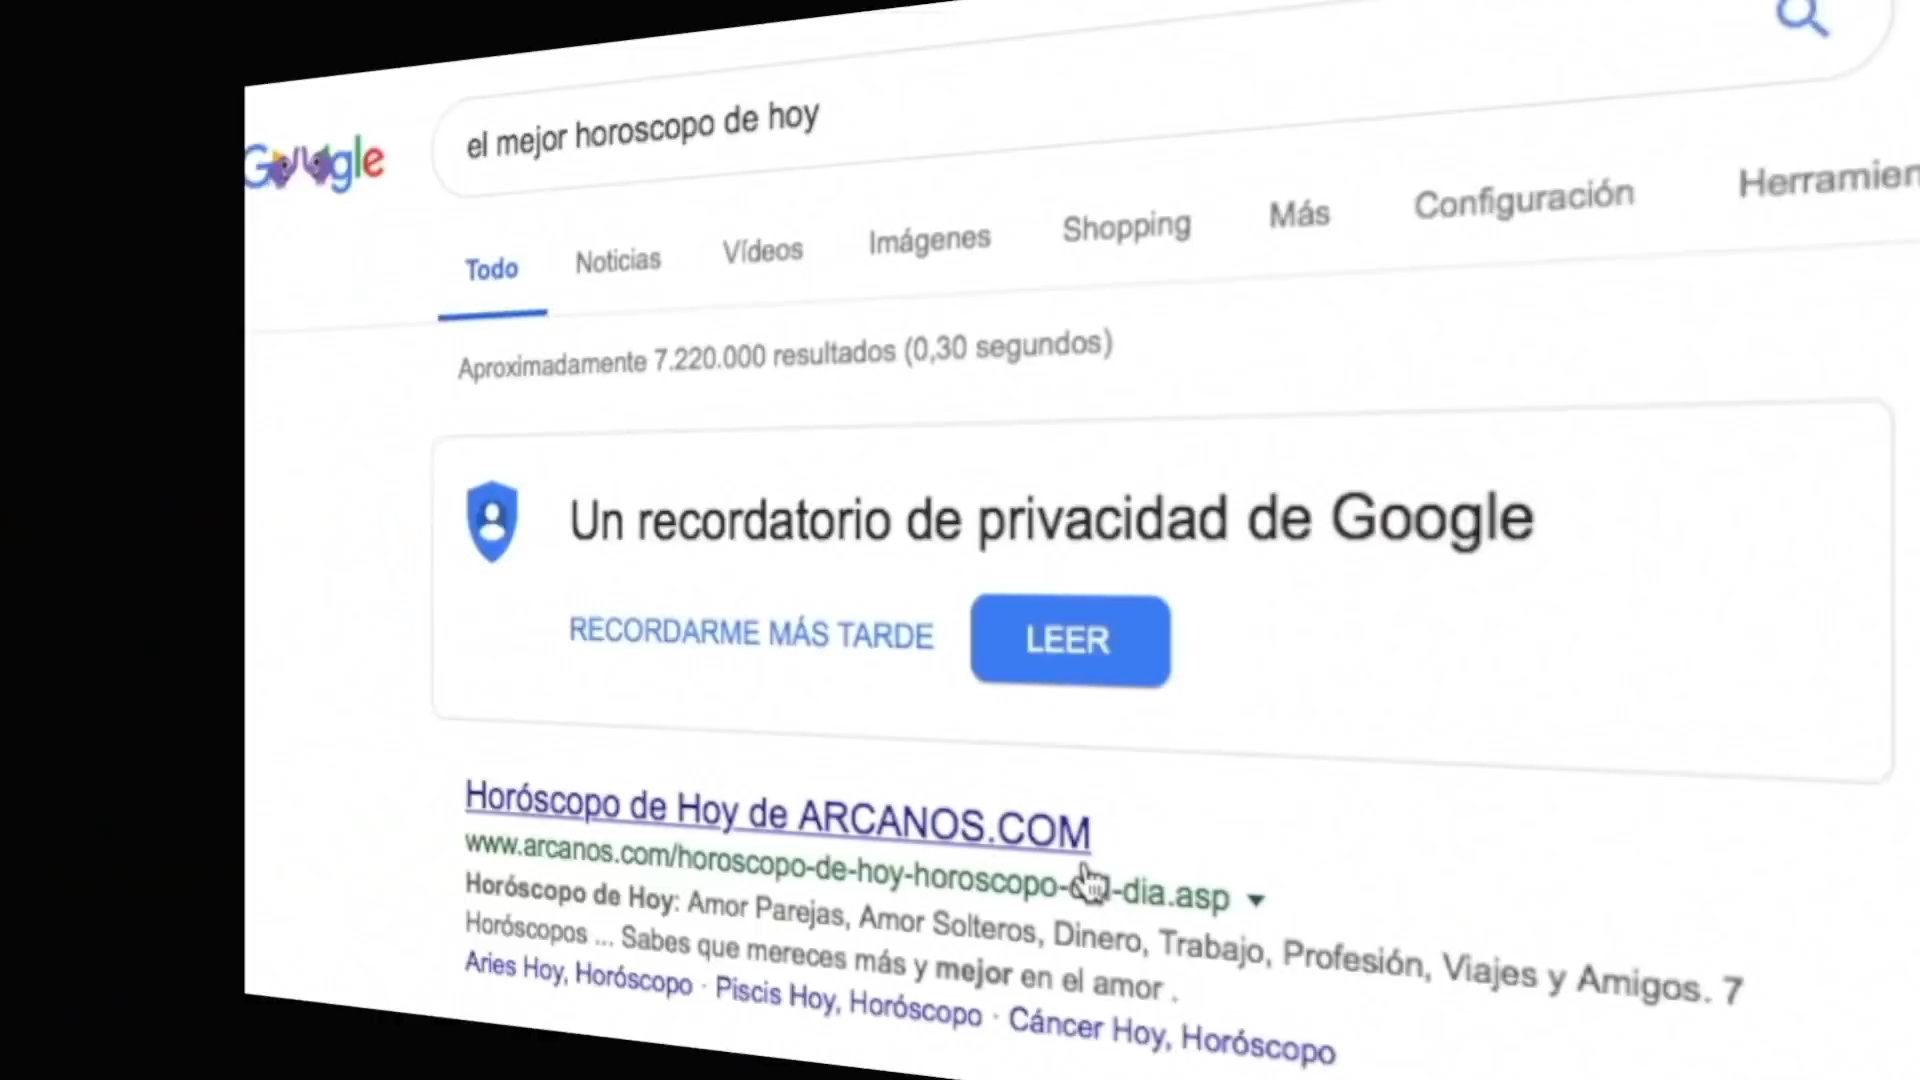 Google
el mejor horoscopo de hoy
Todo Noticias Vídeos Imágenes Shopping Más Configuración
Aproximadamente 7.220.000 resultados (0,30 segundos)
Un recordatorio de privacidad de Google
RECORDARME MÁS TARDE LEER
Horóscopo de Hoy de ARCANOS.COM
www.arcanos.com/horoscopo-de-hoy-horoscopo-del-dia.asp
Horóscopo de Hoy: Amor Parejas, Amor Solteros, Dinero, Trabajo, Profesión, Viajes y Amigos. 7
Horóscopos ... Sabes que mereces más y mejor en el amor .
Aries Hoy, Horóscopo · Piscis Hoy, Horóscopo · Cáncer Hoy, Horóscopo